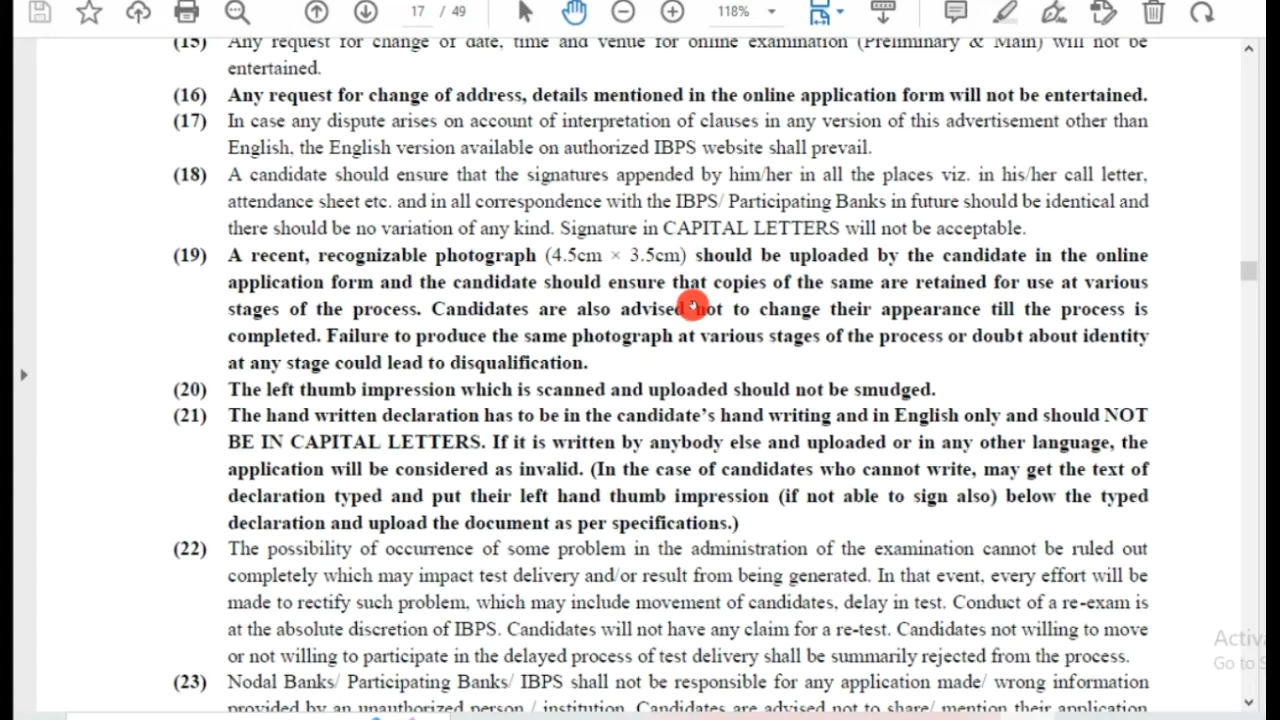 17 / 49
118%
(15) Any request for change of date, time and venue for online examination (Preliminary & Main) will not be
entertained.
(16) Any request for change of address, details mentioned in the online application form will not be entertained.
(17) In case any dispute arises on account of interpretation of clauses in any version of this advertisement other than
English, the English version available on authorized IBPS website shall prevail.
(18) A candidate should ensure that the signatures appended by him/her in all the places viz. in his/her call letter,
attendance sheet etc. and in all correspondence with the IBPS/ Participating Banks in future should be identical and
there should be no variation of any kind. Signature in CAPITAL LETTERS will not be acceptable.
(19) A recent, recognizable photograph (4.5cm × 3.5cm) should be uploaded by the candidate in the online
application form and the candidate should ensure that copies of the same are retained for use at various
stages of the process. Candidates are also advised not to change their appearance till the process is
completed. Failure to produce the same photograph at various stages of the process or doubt about identity
at any stage could lead to disqualification.
(20) The left thumb impression which is scanned and uploaded should not be smudged.
(21) The hand written declaration has to be in the candidate's hand writing and in English only and should NOT
BE IN CAPITAL LETTERS. If it is written by anybody else and uploaded or in any other language, the
application will be considered as invalid. (In the case of candidates who cannot write, may get the text of
declaration typed and put their left hand thumb impression (if not able to sign also) below the typed
declaration and upload the document as per specifications.)
(22) The possibility of occurrence of some problem in the administration of the examination cannot be ruled out
completely which may impact test delivery and/or result from being generated. In that event, every effort will be
made to rectify such problem, which may include movement of candidates, delay in test. Conduct of a re-exam is
at the absolute discretion of IBPS. Candidates will not have any claim for a re-test. Candidates not willing to move
or not willing to participate in the delayed process of test delivery shall be summarily rejected from the process.
(23) Nodal Banks/ Participating Banks/ IBPS shall not be responsible for any application made/ wrong information
provided by an unauthorized person / institution. Candidates are advised not to share/ mention their application
Go to